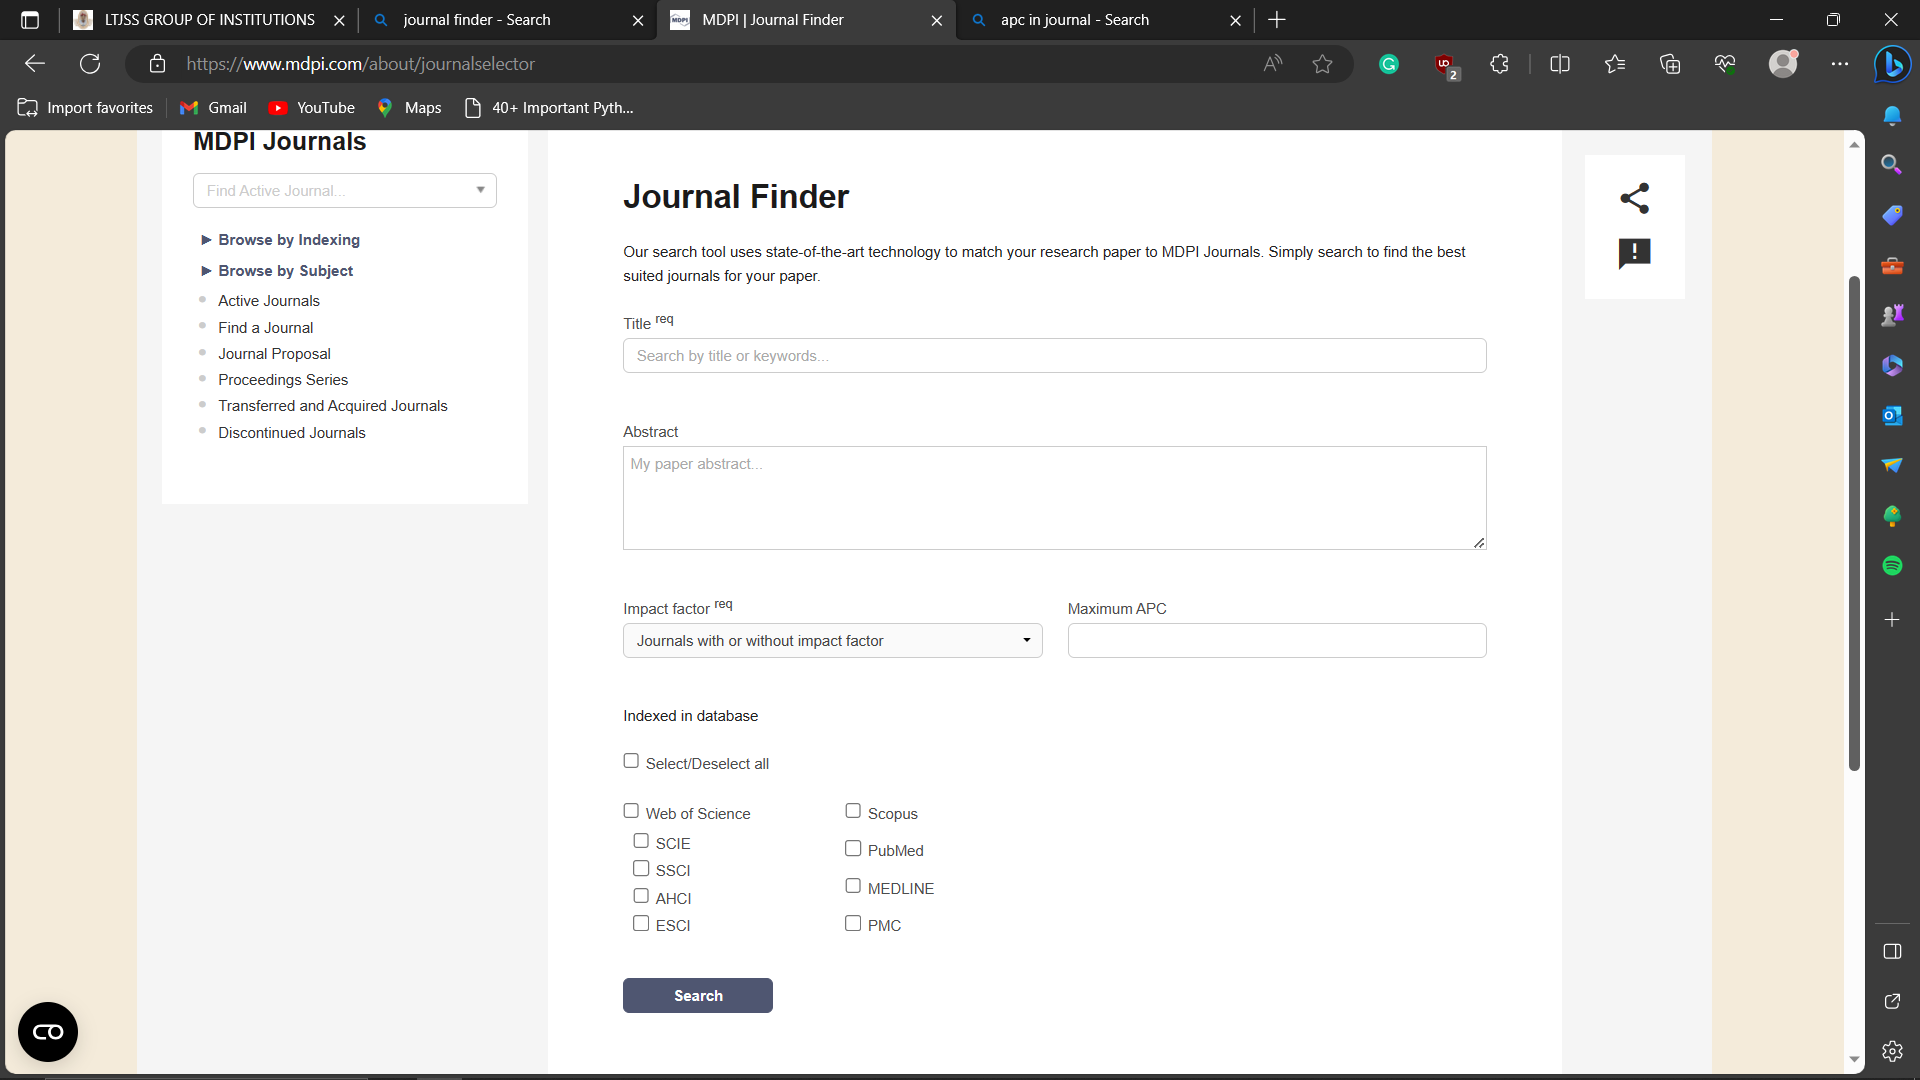 LTJSS GROUP OF INSTITUTIONS
journal finder - Search
MDPI
MDPI | Journal Finder
apc in journal - Search
https://www.mdpi.com/about/journalselector
2
Import favorites
Gmail
YouTube
Maps
40+ Important Pyth...
MDPI Journals
Find Active Journal...
Browse by Indexing
Browse by Subject
Active Journals
Find a Journal
Journal Proposal
Proceedings Series
Transferred and Acquired Journals
Discontinued Journals
Journal Finder
Our search tool uses state-of-the-art technology to match your research paper to MDPI Journals. Simply search to find the best
suited journals for your paper.
Title req
Search by title or keywords...
Abstract
My paper abstract...
Impact factor req
Maximum APC
Journals with or without impact factor
Indexed in database
Select/Deselect all
Web of Science
SCIE
SSCI
AHCI
ESCI
Scopus
PubMed
MEDLINE
PMC
Search